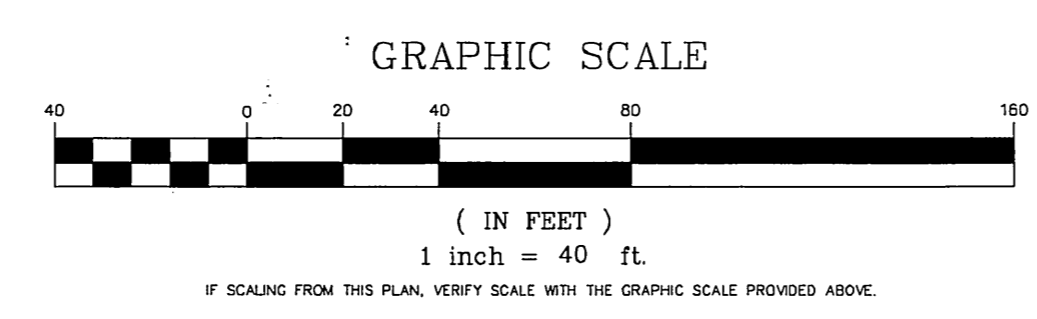 GRAPHIC SCALE
40 0 20 40 80 160
( IN FEET )
1 inch = 40 ft.
IF SCALING FROM THIS PLAN, VERIFY SCALE WITH THE GRAPHIC SCALE PROVIDED ABOVE.